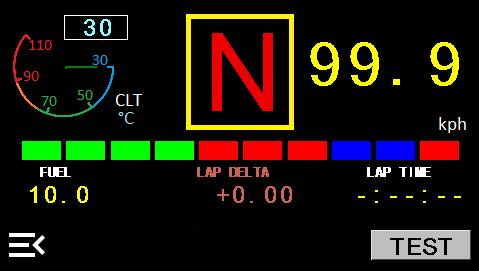 30
110
90
70
50
30
CLT
°C
N
99.9
kph
FUEL
10.0
LAP DELTA
+0.00
LAP TIME
-:--:--
TEST